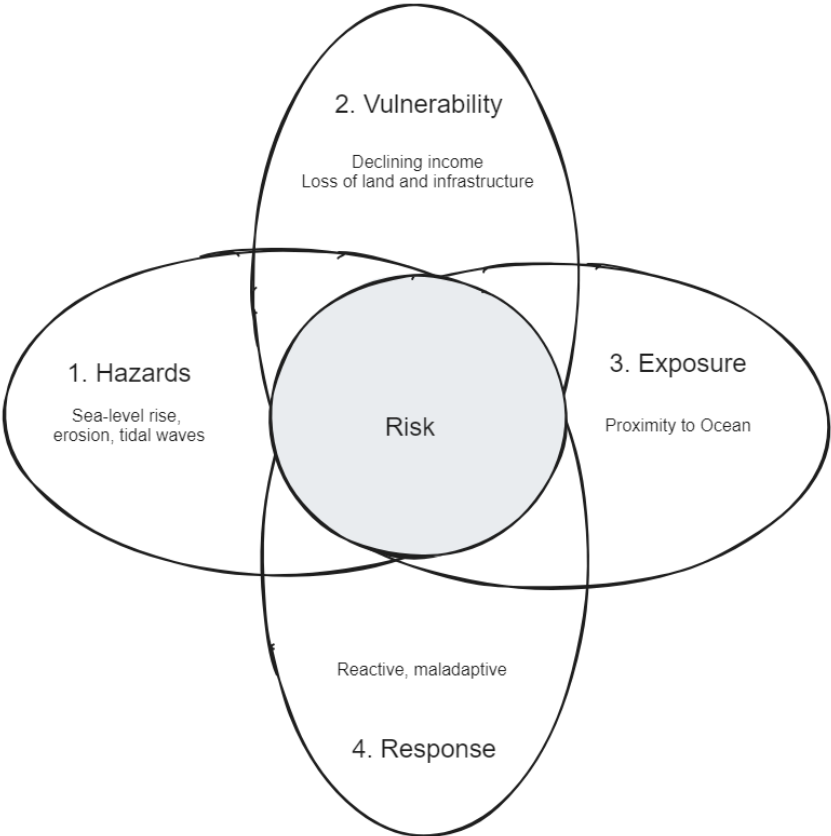 2. Vulnerability
Declining income
Loss of land and infrastructure
1. Hazards
Sea-level rise,
erosion, tidal waves
Risk
3. Exposure
Proximity to Ocean
Reactive, maladaptive
4. Response